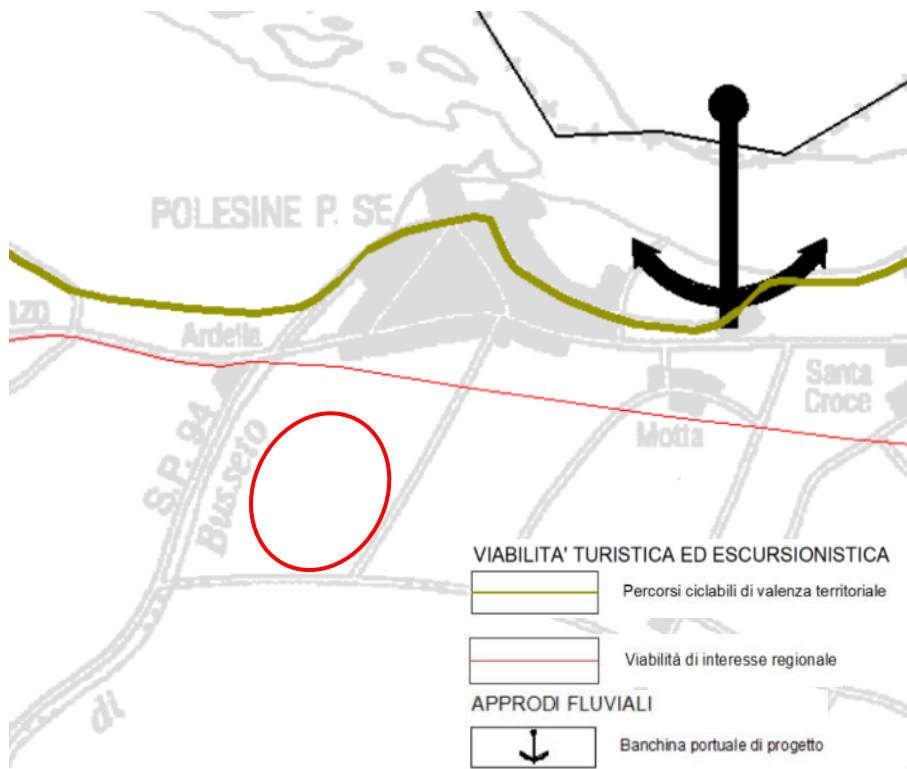 POLESINE P. SE
nzo
Ardella
S.P. 94
Busseto
di
Motta
Santa
Croce
VIABILITA' TURISTICA ED ESCURSIONISTICA
Percorsi ciclabili di valenza territoriale
Viabilità di interesse regionale
APPRODI FLUVIALI
Banchina portuale di progetto